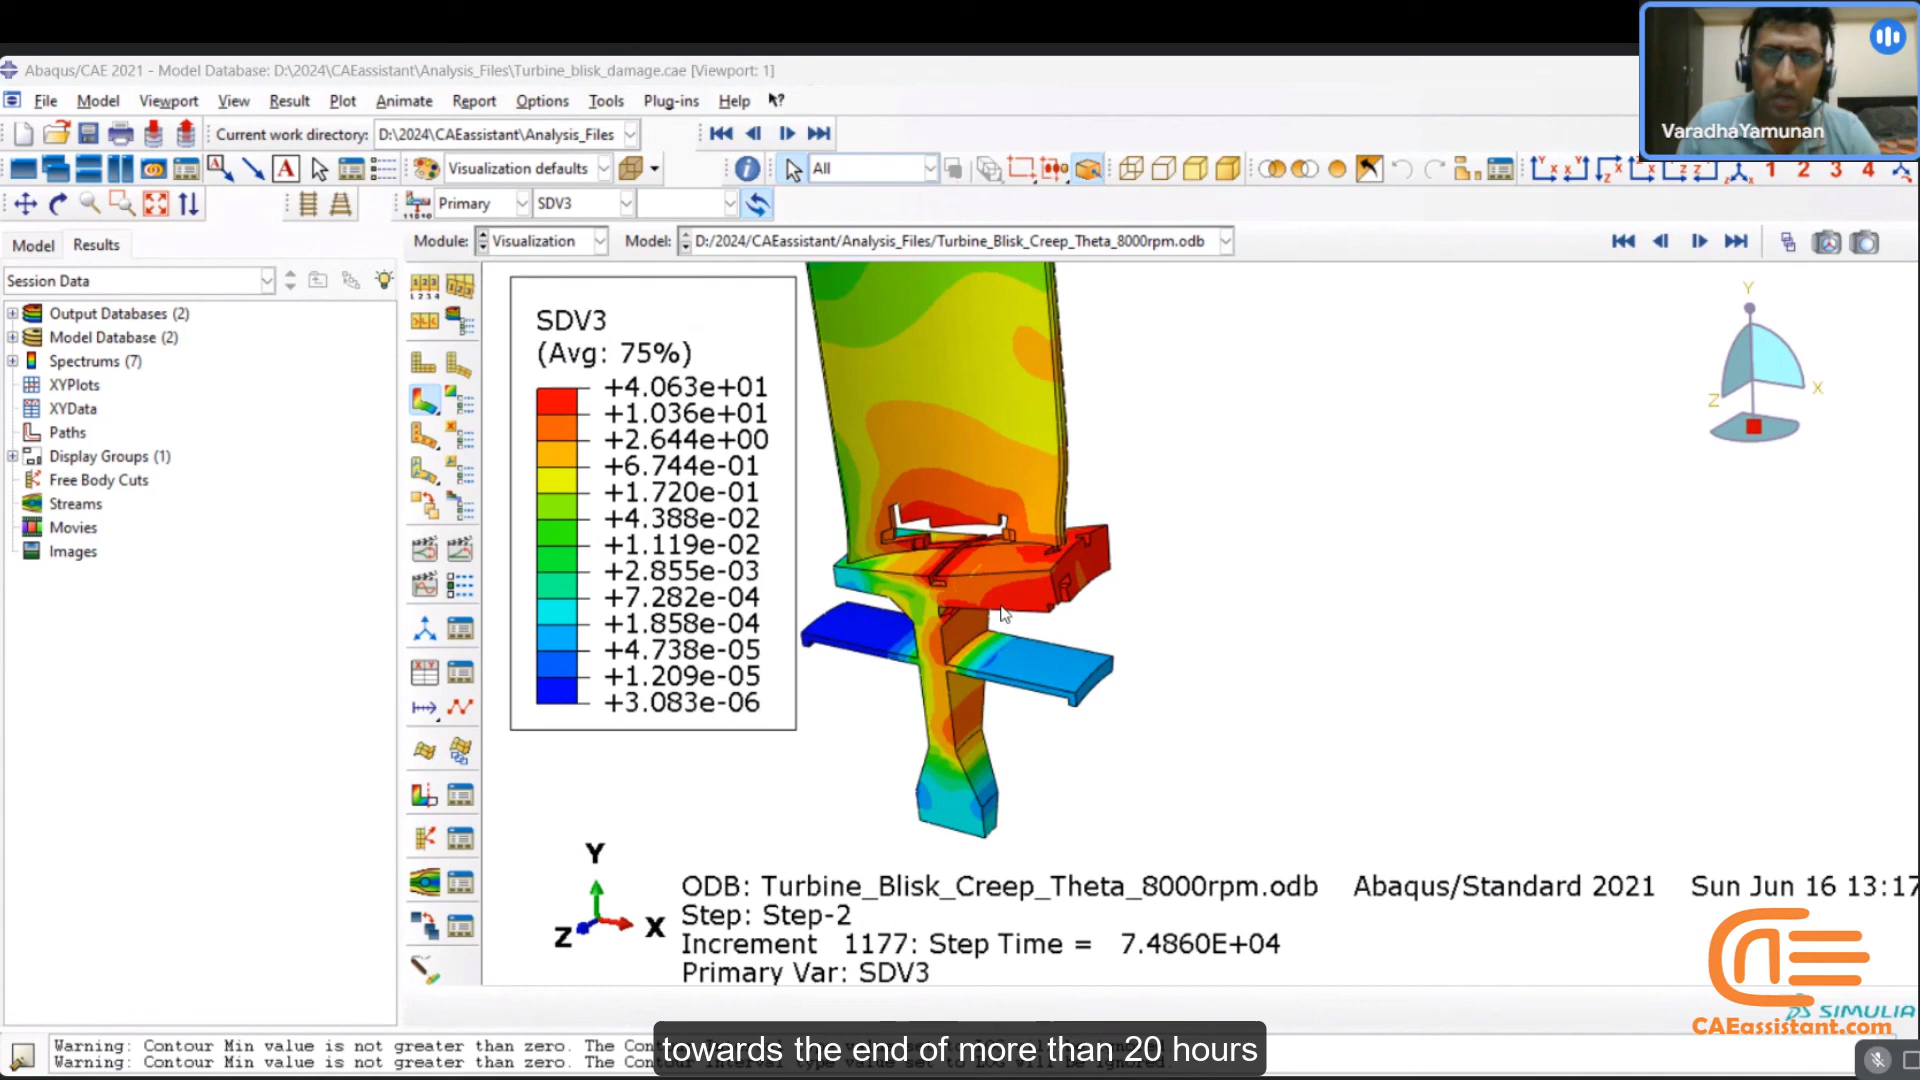 Abaqus/CAE 2021 - Model Database: D:\2024\CAEassistant\Analysis_Files\Turbine_blisk_damage.cae [Viewport: 1]
File Model Viewport View Result Plot Animate Report Options Tools Plug-ins Help ?
VaradhaYamunan
Current work directory: D:\2024\CAEassistant\Analysis_Files
A A Visualization defaults All 1 2 3 4
Primary SDV3
Model Results
Module: Visualization Model: D:/2024/CAEassistant/Analysis_Files/Turbine_Blisk_Creep_Theta_8000rpm.odb
Session Data
Output Databases (2)
Model Database (2)
Spectrums (7)
XYPlots
XYData
Paths
Display Groups (1)
Free Body Cuts
Streams
Movies
Images
SDV3
(Avg: 75%)
+4.063e+01
+1.036e+01
+2.644e+00
+6.744e-01
+1.720e-01
+4.388e-02
+1.119e-02
+2.855e-03
+7.282e-04
+1.858e-04
+4.738e-05
+1.209e-05
+3.083e-06
Y
Z
X
Y
Z
X
ODB: Turbine_Blisk_Creep_Theta_8000rpm.odb Abaqus/Standard 2021 Sun Jun 16 13:17
Step: Step-2
Increment 1177: Step Time = 7.4860E+04
Primary Var: SDV3
SIMULIA
CAEassistant.com
Warning: Contour Min value is not greater than zero. The Con
Warning: Contour Min value is not greater than zero. The Con
towards the end of more than 20 hours